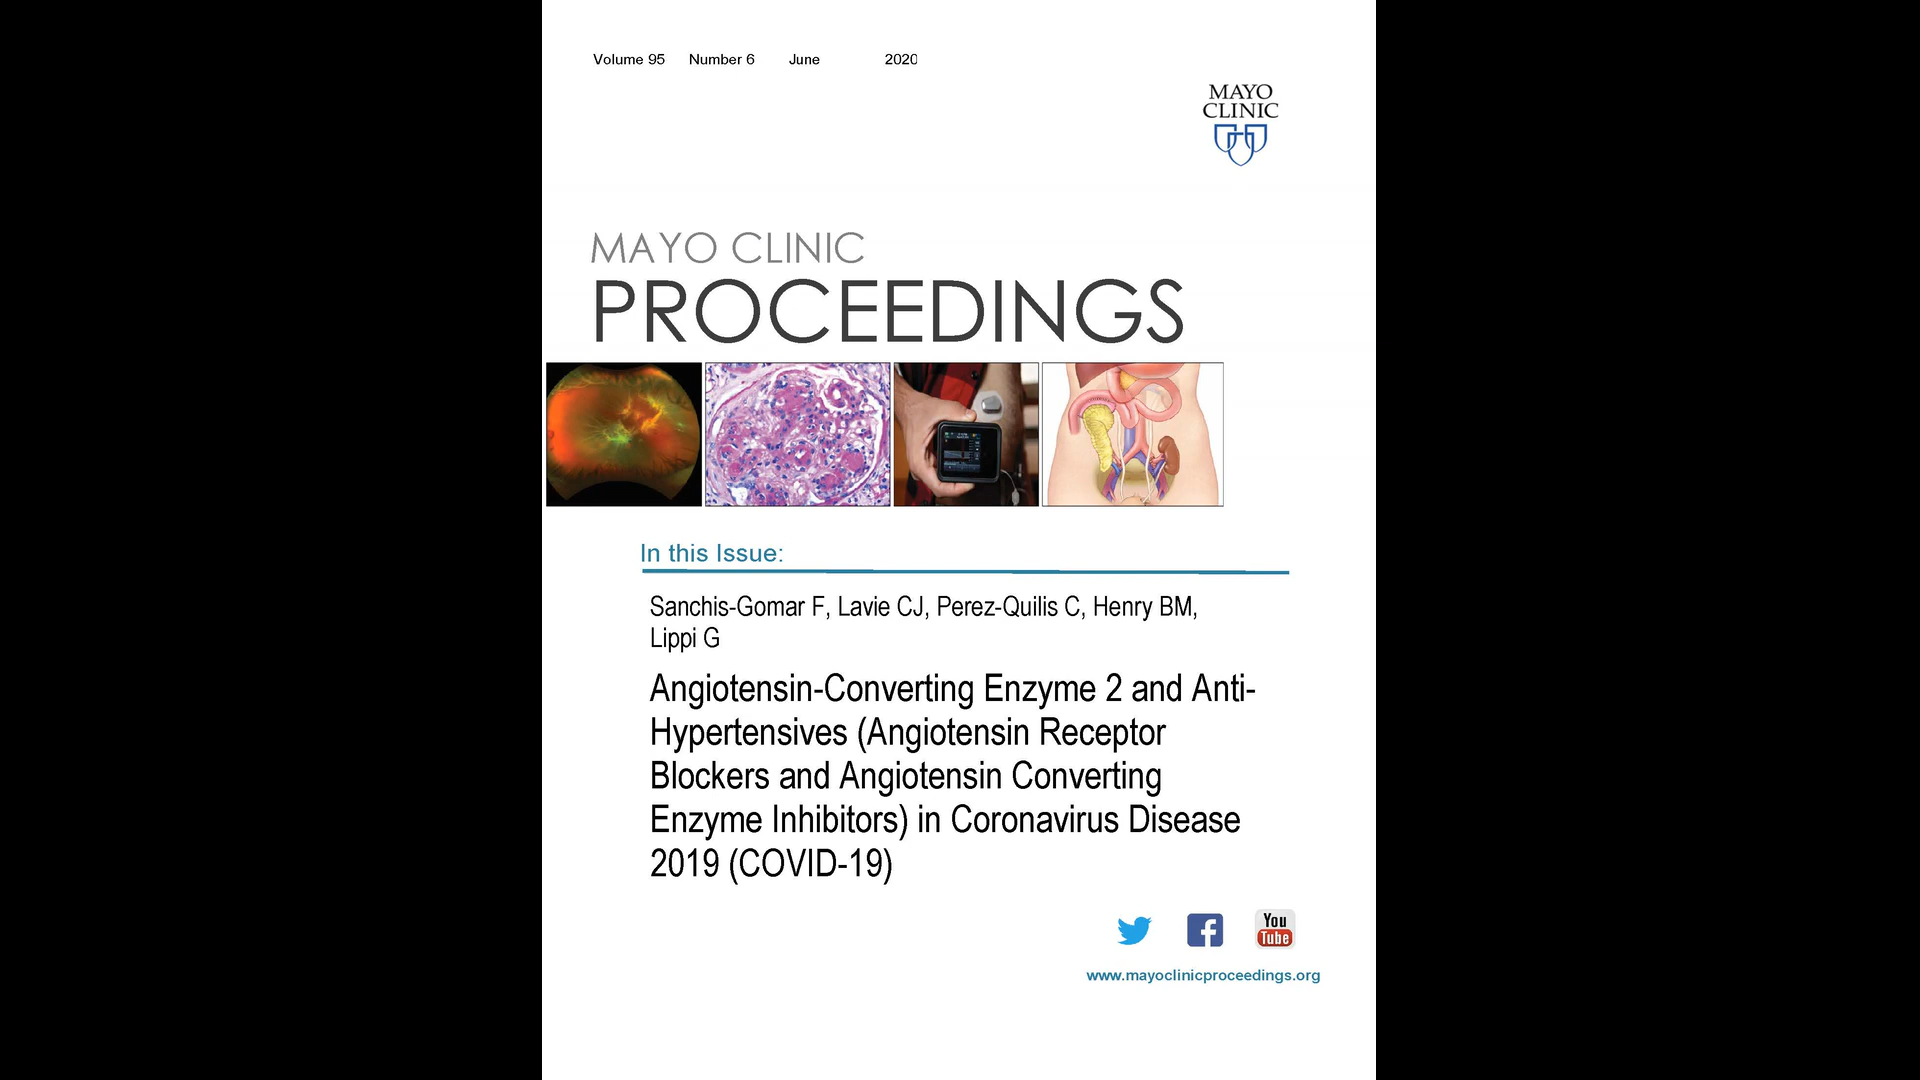 Volume 95 Number 6 June 2020
MAYO
CLINIC
MAYO CLINIC
PROCEEDINGS
In this Issue:
Sanchis-Gomar F, Lavie CJ, Perez-Quilis C, Henry BM,
Lippi G
Angiotensin-Converting Enzyme 2 and Anti-
Hypertensives (Angiotensin Receptor
Blockers and Angiotensin Converting
Enzyme Inhibitors) in Coronavirus Disease
2019 (COVID-19)
You
Tube
www.mayoclinicproceedings.org